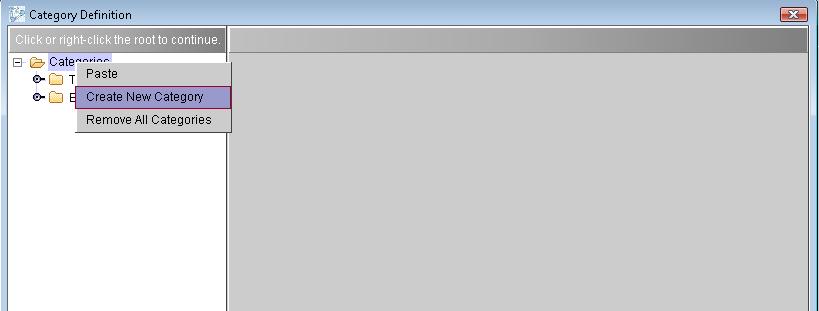 Category Definition
Click or right-click the root to continue.
Categories
Paste
T
Create New Category
Remove All Categories